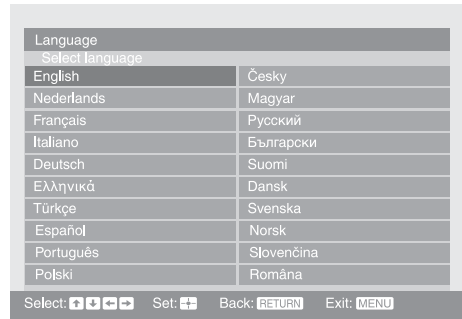 Language
Select language
English
Česky
Nederlands
Magyar
Français
Русский
Italiano
Български
Deutsch
Suomi
Ελληνικά
Dansk
Türkçe
Svenska
Español
Norsk
Português
Slovenčina
Polski
Româna
Select: Set: Back: RETURN Exit: MENU